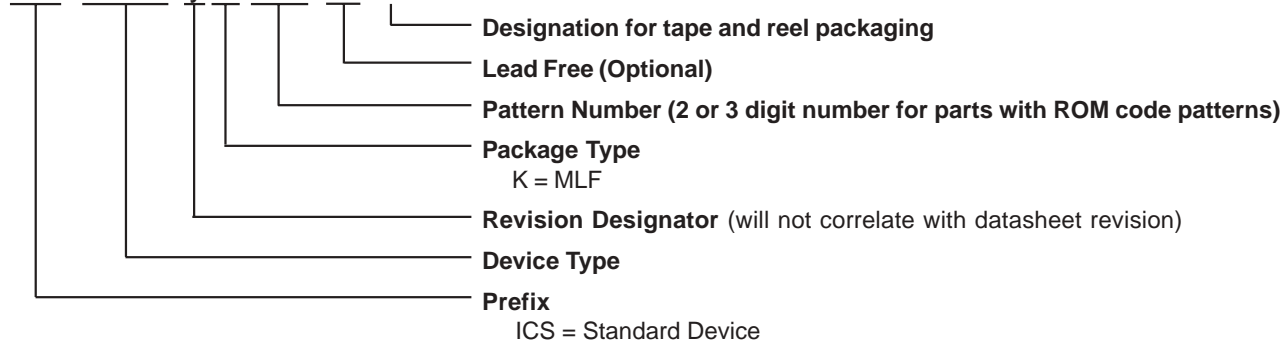 Designation for tape and reel packaging
Lead Free (Optional)
Pattern Number (2 or 3 digit number for parts with ROM code patterns)
Package Type
K = MLF
Revision Designator (will not correlate with datasheet revision)
Device Type
Prefix
ICS = Standard Device